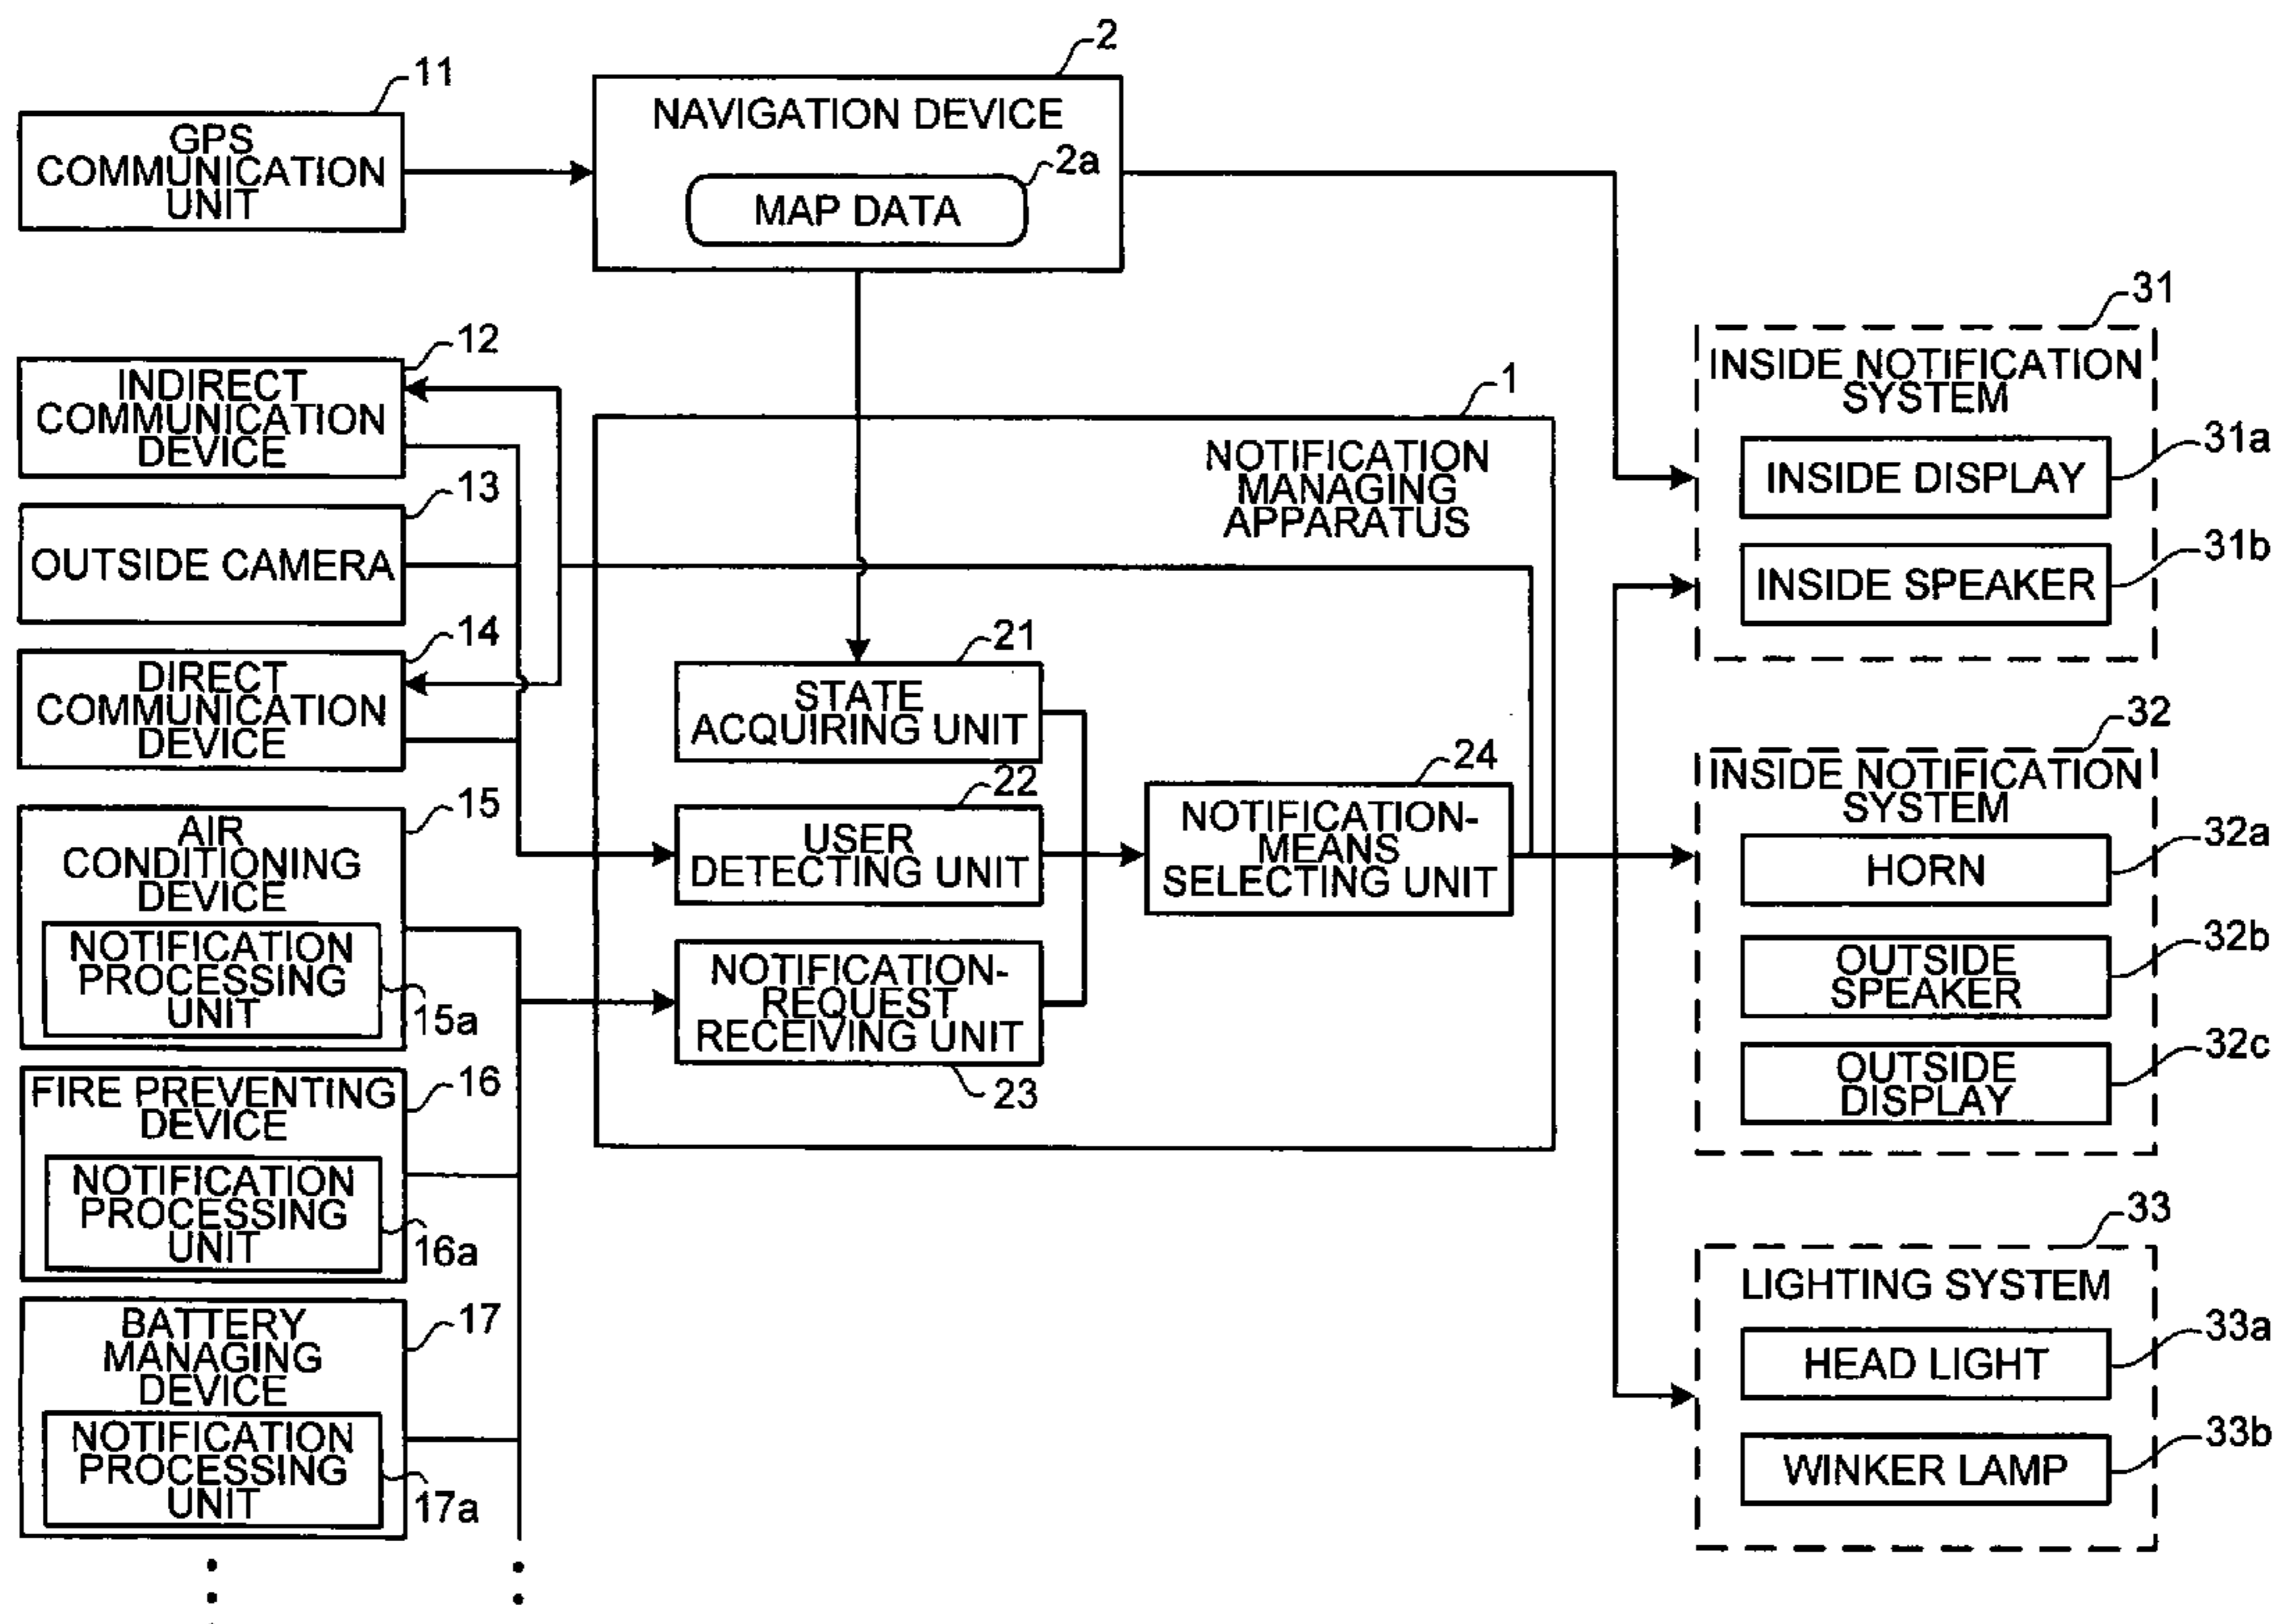 2
11
NAVIGATION DEVICE
2a
MAP DATA
GPS
COMMUNICATION
UNIT
12
INDIRECT
COMMUNICATION
DEVICE
13
OUTSIDE CAMERA
14
DIRECT
COMMUNICATION
DEVICE
15
AIR
CONDITIONING
DEVICE
NOTIFICATION
PROCESSING
UNIT
15a
16
FIRE PREVENTING
DEVICE
NOTIFICATION
PROCESSING
UNIT
16a
17
BATTERY
MANAGING
DEVICE
NOTIFICATION
PROCESSING
UNIT
17a
1
NOTIFICATION
MANAGING
APPARATUS
21
STATE
ACQUIRING UNIT
22
USER
DETECTING UNIT
NOTIFICATION-
REQUEST
RECEIVING UNIT
23
24
NOTIFICATION-
MEANS
SELECTING UNIT
31
INSIDE NOTIFICATION
SYSTEM
31a
INSIDE DISPLAY
31b
INSIDE SPEAKER
32
INSIDE NOTIFICATION
SYSTEM
32a
HORN
32b
OUTSIDE
SPEAKER
32c
OUTSIDE
DISPLAY
33
LIGHTING SYSTEM
33a
HEAD LIGHT
33b
WINKER LAMP